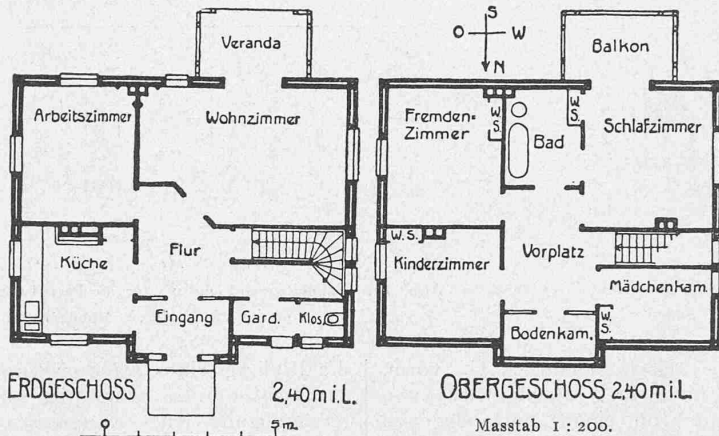 Veranda
Arbeitszimmer
Wohnzimmer
Küche
Flur
Eingang
Gard.
Klos.
ERDGESCHOSS
2,40 m i. L.
0
5 m
S
O W
N
Balkon
Fremden=
Zimmer
W.
S.
Bad
W.
S.
Schlafzimmer
W. S.
Kinderzimmer
Vorplatz
Mädchenkam.
Bodenkam.
W.
S.
OBERGESCHOSS 2,40 m i. L
Masstab 1 : 200.